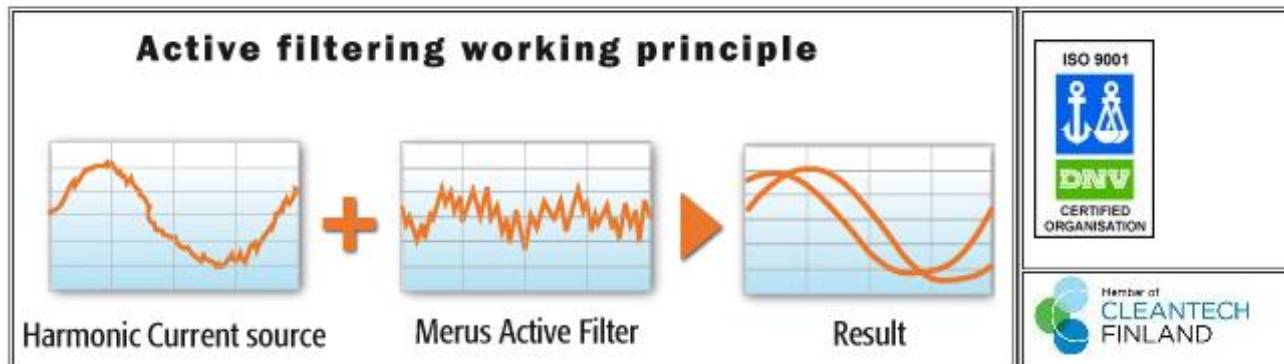 Active filtering working principle
Harmonic Current source
Merus Active Filter
Result
ISO 9001
DNV
CERTIFIED
ORGANISATION
Member of
CLEANTECH
FINLAND